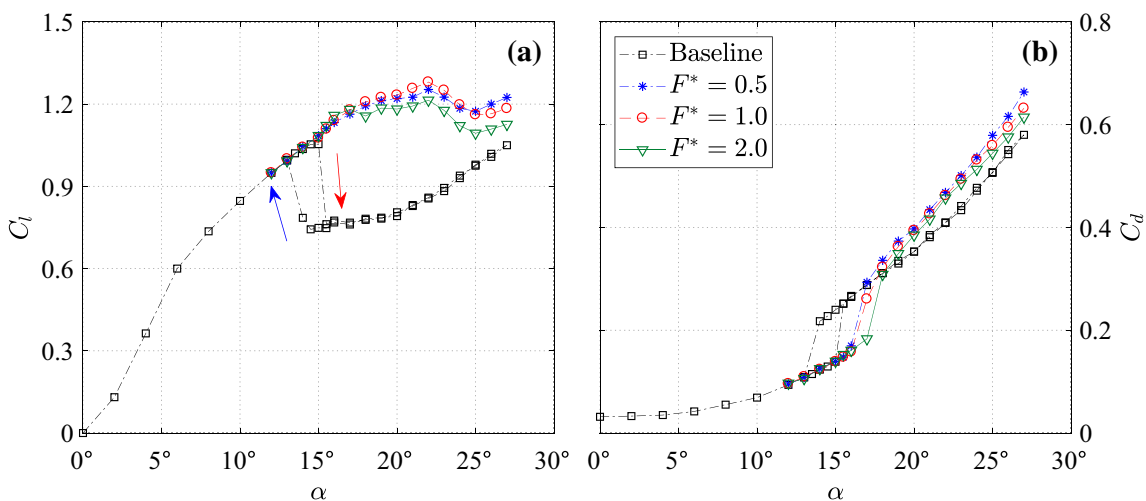 1.5
1.2
0.9
0.6
0.3
0
C_l
(a)
0° 5° 10° 15° 20° 25° 30°
α
Baseline
F* = 0.5
F* = 1.0
F* = 2.0
(b)
0.8
0.6
0.4
0.2
0
C_d
0° 5° 10° 15° 20° 25° 30°
α